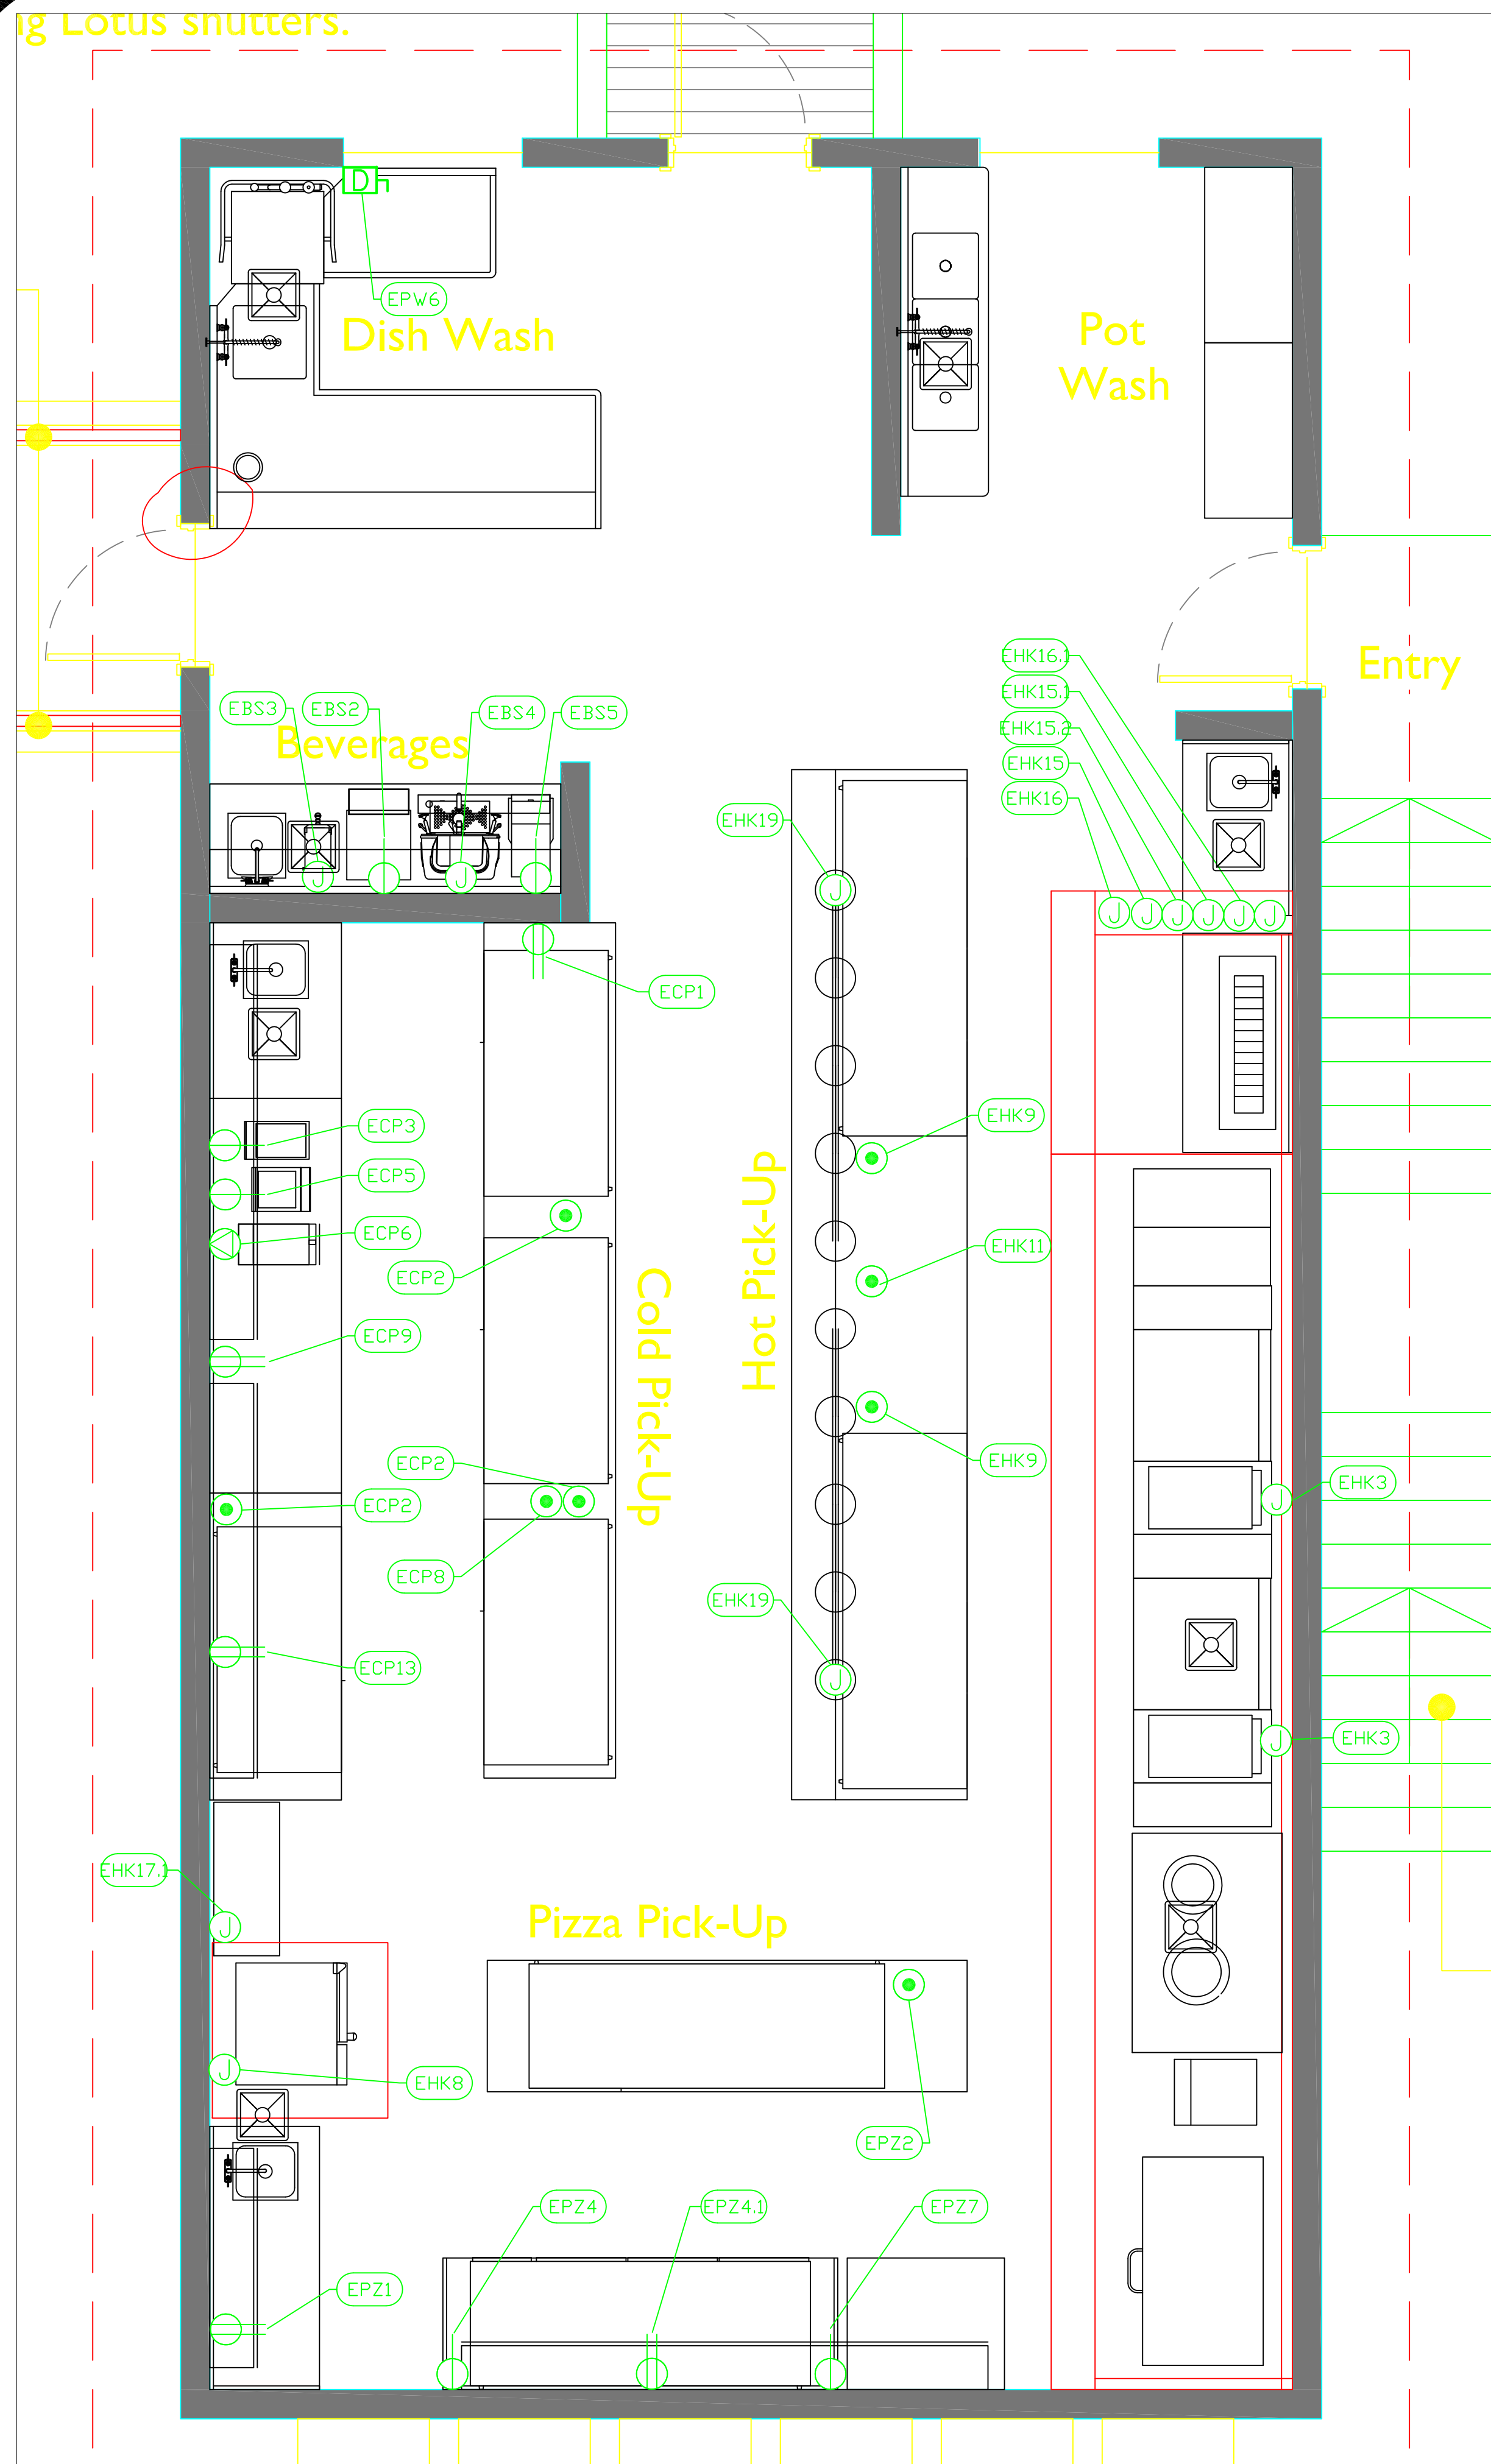 ng Lotus shutters.
D
EPW6
Dish Wash
Pot
Wash
EHK16.1
Entry
EHK15.1
EBS3
EBS2
EBS4
EBS5
EHK15.2
Beverages
EHK15
EHK16
EHK19
J
J
J
J J J J J J
ECP1
ECP3
EHK9
ECP5
ECP6
EHK11
ECP2
Hot Pick-Up
Cold Pick-Up
ECP9
ECP2
EHK9
EHK3
ECP2
J
ECP8
EHK19
ECP13
J
EHK3
J
EHK17.1
Pizza Pick-Up
J
J
EHK8
EPZ2
EPZ4
EPZ4.1
EPZ7
EPZ1